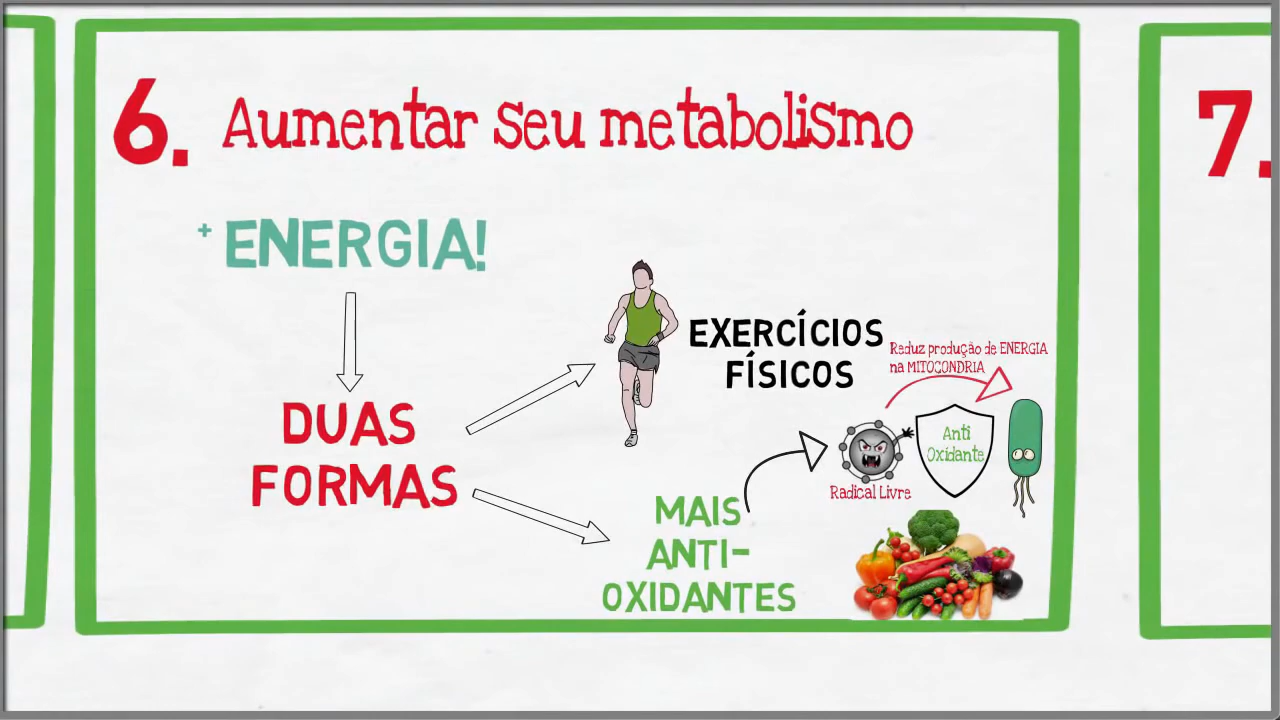 6. Aumentar seu metabolismo
7.
+ ENERGIA!
DUAS
FORMAS
EXERCÍCIOS
FÍSICOS
Reduz produção de ENERGIA
na MITOCONDRIA
Anti
Oxidante
Radical Livre
MAIS
ANTI-
OXIDANTES